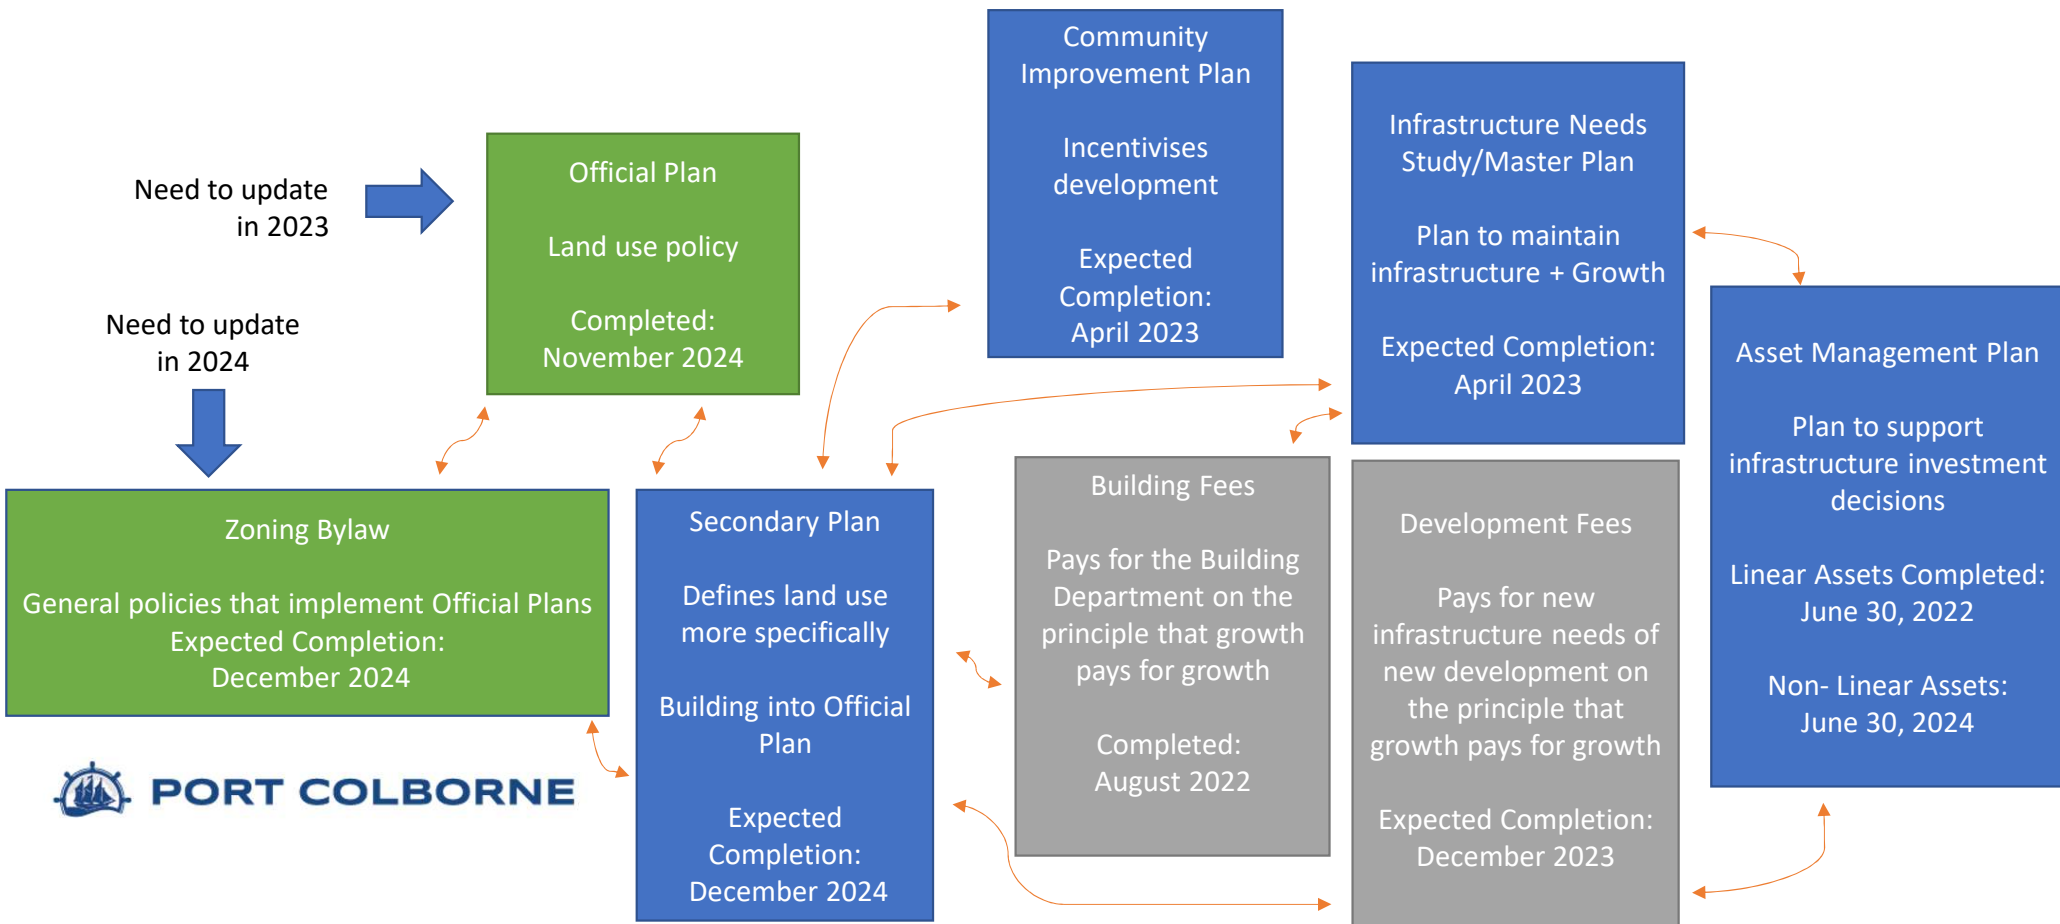 Need to update
in 2023
Need to update
in 2024
Official Plan
Land use policy
Completed:
November 2024
Zoning Bylaw
General policies that implement Official Plans
Expected Completion:
December 2024
PORT COLBORNE
Secondary Plan
Defines land use
more specifically
Building into Official
Plan
Expected
Completion:
December 2024
Community
Improvement Plan
Incentivises
development
Expected
Completion:
April 2023
Building Fees
Pays for the Building
Department on the
principle that growth
pays for growth
Completed:
August 2022
Infrastructure Needs
Study/Master Plan
Plan to maintain
infrastructure + Growth
Expected Completion:
April 2023
Development Fees
Pays for new
infrastructure needs of
new development on
the principle that
growth pays for growth
Expected Completion:
December 2023
Asset Management Plan
Plan to support
infrastructure investment
decisions
Linear Assets Completed:
June 30, 2022
Non- Linear Assets:
June 30, 2024